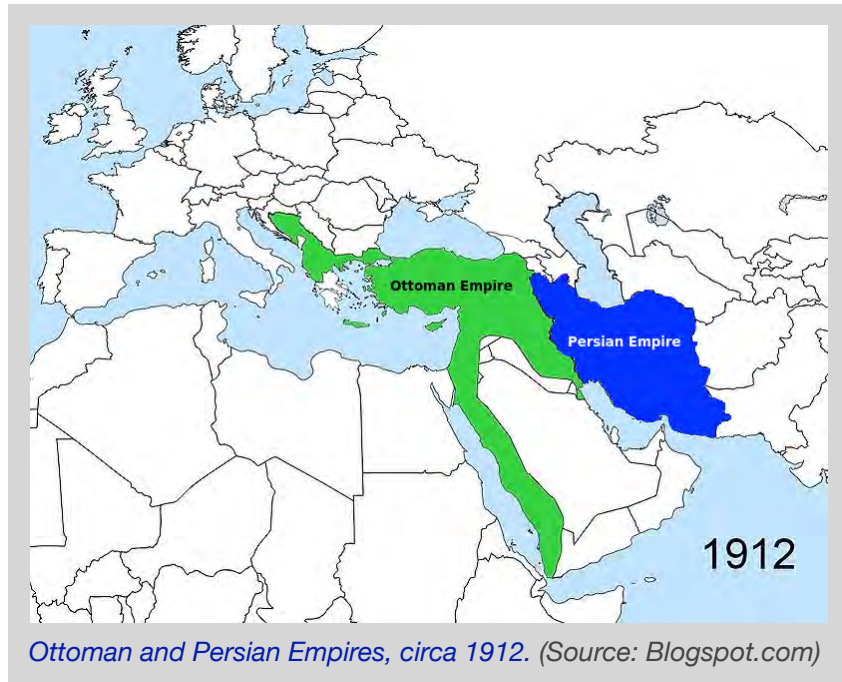 Ottoman Empire
Persian Empire
1912
Ottoman and Persian Empires, circa 1912. (Source: Blogspot.com)